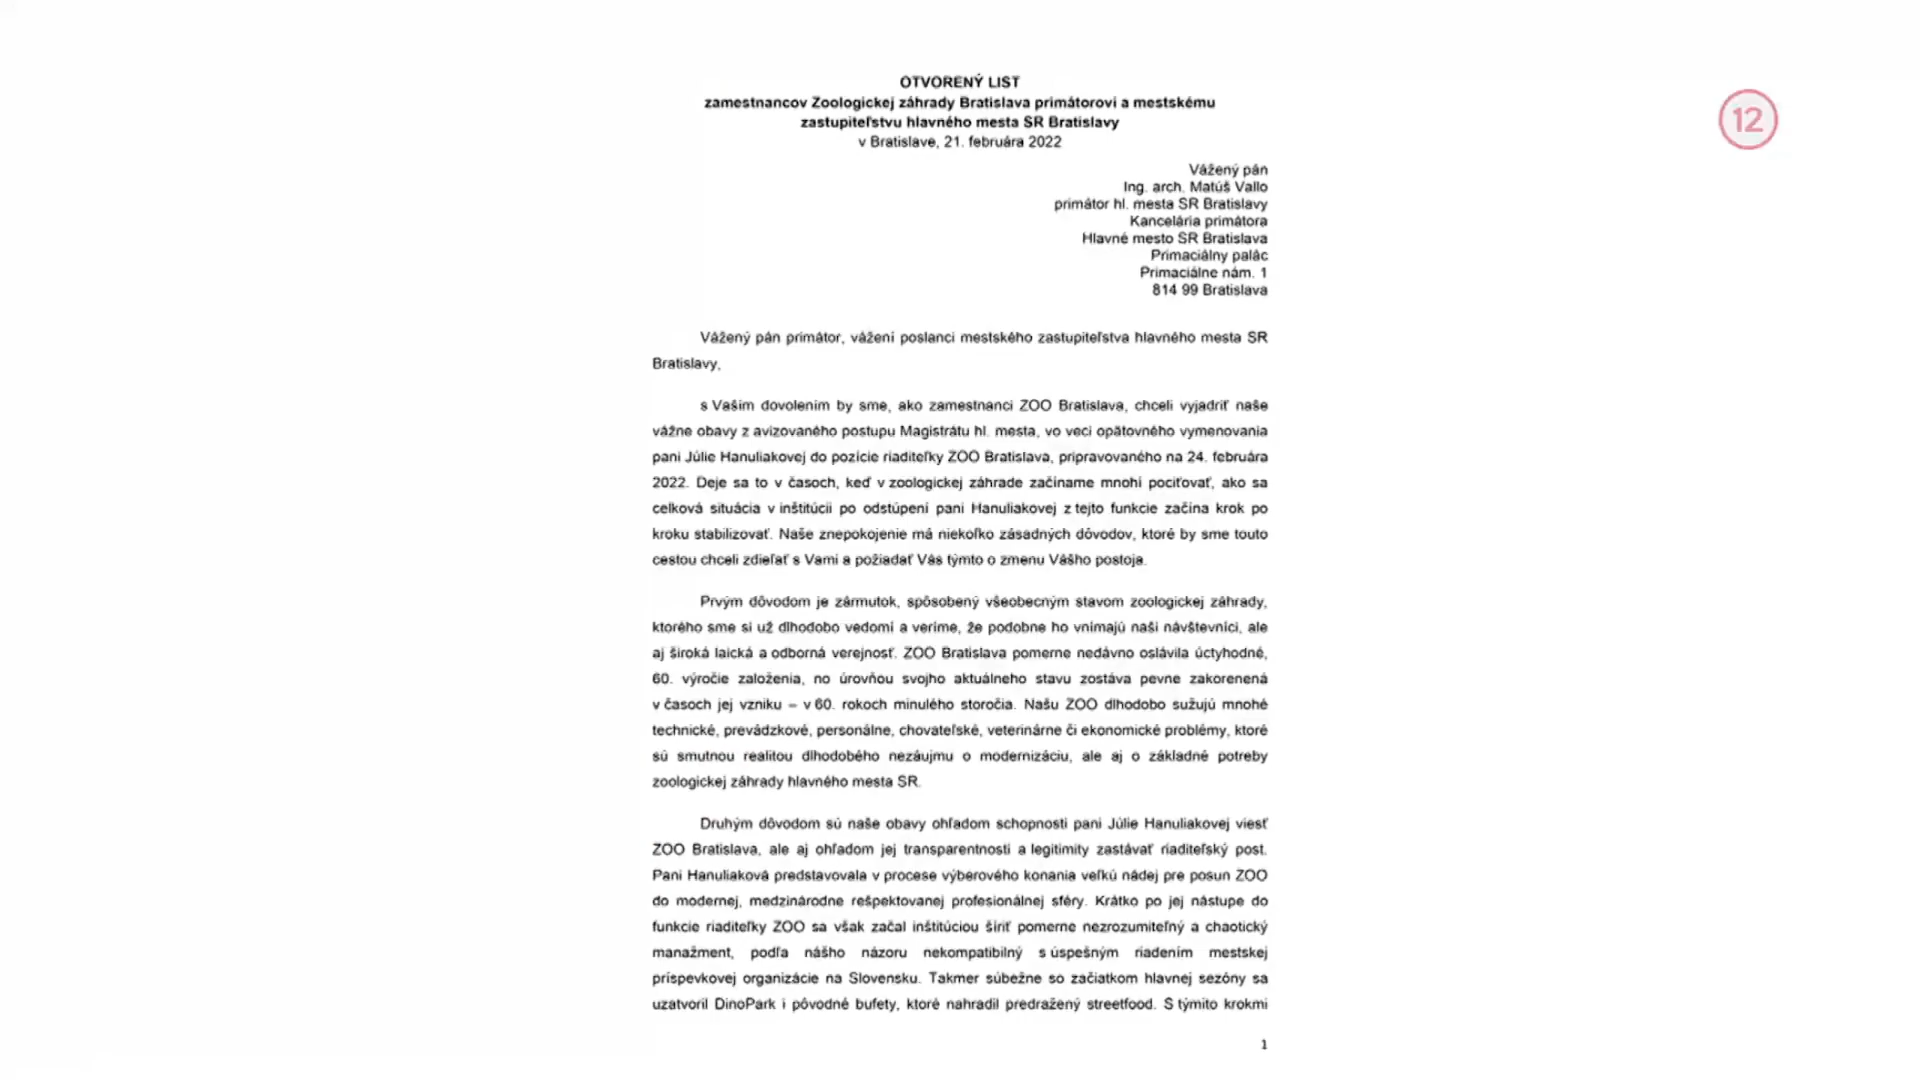 OTVORENÝ LIST
zamestnancov Zoologickej záhrady Bratislava primátorovi a mestskému
zastupiteľstvu hlavného mesta SR Bratislavy
v Bratislave, 21. februára 2022
12
Vážený pán
Ing. arch. Matúš Vallo
primátor hl. mesta SR Bratislavy
Kancelária primátora
Hlavné mesto SR Bratislava
Primaciálny palác
Primaciálne nám. 1
814 99 Bratislava
Vážený pán primátor, vážení poslanci mestského zastupiteľstva hlavného mesta SR
Bratislavy,
s Vašim dovolením by sme, ako zamestnanci ZOO Bratislava, chceli vyjadriť naše
vážne obavy z avizovaného postupu Magistrátu hl. mesta, vo veci opätovného vymenovania
pani Júlie Hanuliakovej do pozície riaditeľky ZOO Bratislava, pripravovaného na 24. februára
2022. Deje sa to v časoch, keď v zoologickej záhrade začíname mnohí pociťovať, ako sa
celková situácia v inštitúcii po odstúpení pani Hanuliakovej z tejto funkcie začína krok po
kroku stabilizovať. Naše znepokojenie má niekoľko zásadných dôvodov, ktoré by sme touto
cestou chceli zdieľať s Vami a požiadať Vás týmto o zmenu Vášho postoja.
Prvým dôvodom je zármutok, spôsobený všeobecným stavom zoologickej záhrady,
ktorého sme si už dlhodobo vedomí a veríme, že podobne ho vnímajú naši návštevníci, ale
aj široká laická a odborná verejnosť. ZOO Bratislava pomerne nedávno oslávila úctyhodné,
60. výročie založenia, no úrovňou svojho aktuálneho stavu zostáva pevne zakorenená
v časoch jej vzniku – v 60. rokoch minulého storočia. Našu ZOO dlhodobo sužujú mnohé
technické, prevádzkové, personálne, chovateľské, veterinárne či ekonomické problémy, ktoré
sú smutnou realitou dlhodobého nezáujmu o modernizáciu, ale aj o základné potreby
zoologickej záhrady hlavného mesta SR.
Druhým dôvodom sú naše obavy ohľadom schopnosti pani Júlie Hanuliakovej viesť
ZOO Bratislava, ale aj ohľadom jej transparentnosti a legitimity zastávať riaditeľský post.
Pani Hanuliaková predstavovala v procese výberového konania veľkú nádej pre posun ZOO
do modernej, medzinárodne rešpektovanej profesionálnej sféry. Krátko po jej nástupe do
funkcie riaditeľky ZOO sa však začal inštitúciou šíriť pomerne nezrozumiteľný a chaotický
manažment, podľa nášho názoru nekompatibilný s úspešným riadením mestskej
príspevkovej organizácie na Slovensku. Takmer súbežne so začiatkom hlavnej sezóny sa
uzatvoril DinoPark i pôvodné bufety, ktoré nahradil predražený streetfood. S týmito krokmi
1